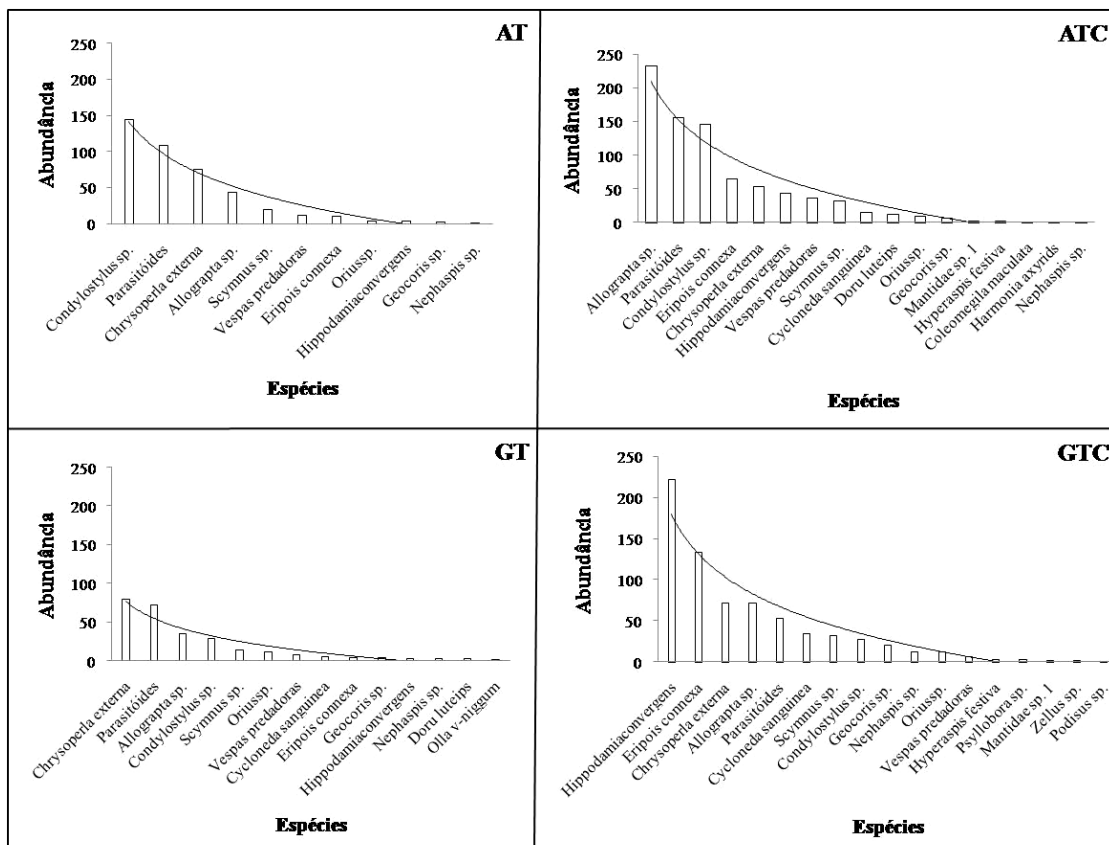 AT
250
200
150
100
50
0
Abundância
Condylostylus sp.
Parasitóides
Chrysoperla externa
Allograpta sp.
Scymnus sp.
Vespas predadoras
Eripois connexa
Oriussp.
Hippodamiaconvergens
Geocoris sp.
Nephaspis sp.
Espécies
ATC
250
200
150
100
50
0
Abundância
Allograpta sp.
Parasitóides
Condylostylus sp.
Eripois connexa
Chrysoperla externa
Hippodamiaconvergens
Vespas predadoras
Scymnus sp.
Cycloneda sanguinea
Doru luteips
Oriussp.
Geocoris sp.
Mantidae sp. 1
Hyperaspis festiva
Coleomegila maculata
Harmonia axyrids
Nephaspis sp.
Espécies
GT
250
200
150
100
50
0
Abundância
Chrysoperla externa
Parasitóides
Allograpta sp.
Condylostylus sp.
Scymnus sp.
Oriussp.
Vespas predadoras
Cycloneda sanguinea
Eripois connexa
Geocoris sp.
Hippodamiaconvergens
Nephaspis sp.
Doru luteips
Olla v-niggum
Espécies
GTC
250
200
150
100
50
0
Abundância
Hippodamiaconvergens
Eripois connexa
Chrysoperla externa
Allograpta sp.
Parasitóides
Cycloneda sanguinea
Scymnus sp.
Condylostylus sp.
Geocoris sp.
Nephaspis sp.
Oriussp.
Vespas predadoras
Hyperaspis festiva
Psyllobora sp.
Mantidae sp. 1
Zellus sp.
Podisus sp.
Espécies